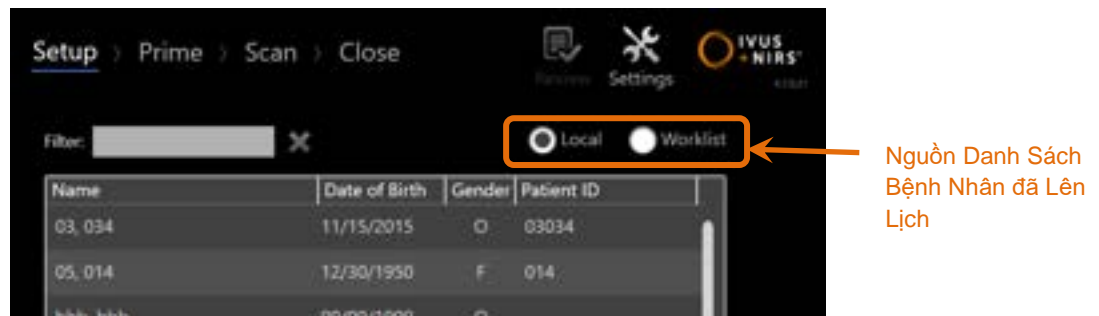 Setup › Prime › Scan › Close
Review Settings
IVUS
+NIRS
Filter: Local Worklist
Name Date of Birth Gender Patient ID
03, 034 11/15/2015 O 03034
05, 014 12/30/1950 F 014
bbb, bbb
Nguồn Danh Sách
Bệnh Nhân đã Lên
Lịch